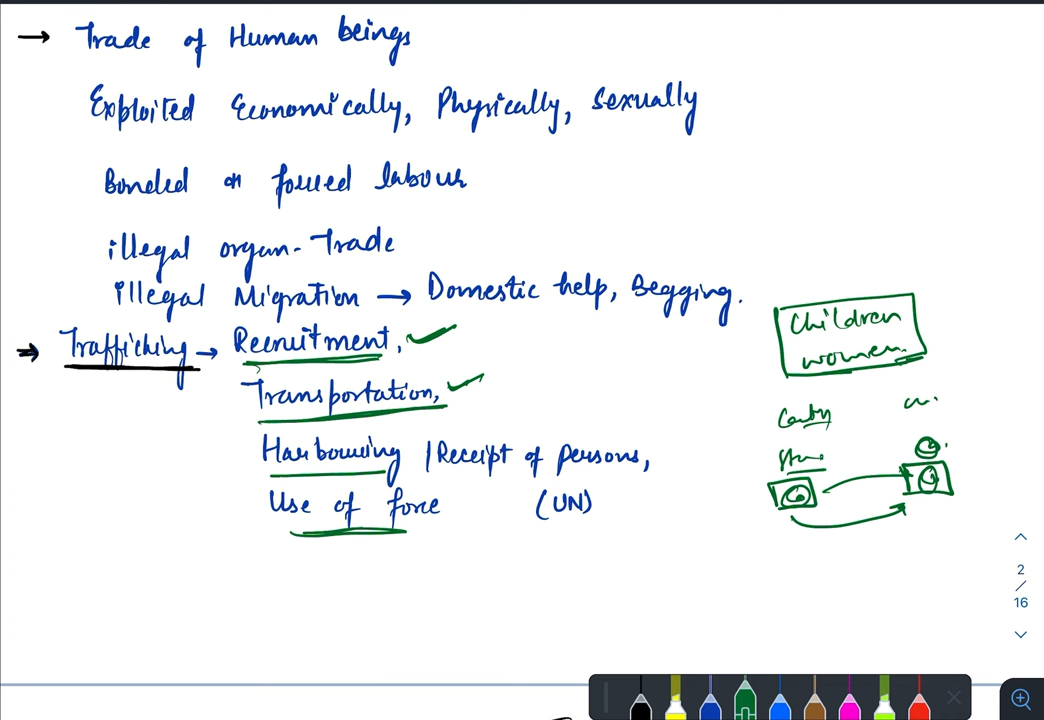 → Trade of Human beings
Exploited Economically, Physically, Sexually
Bonded or forced labour
illegal organ-Trade
illegal Migration → Domestic help, Begging.
→ Trafficking → Recruitment,
Transportation,
Harbouring / Receipt of persons,
Use of force (UN)
Children
women
2
/
16